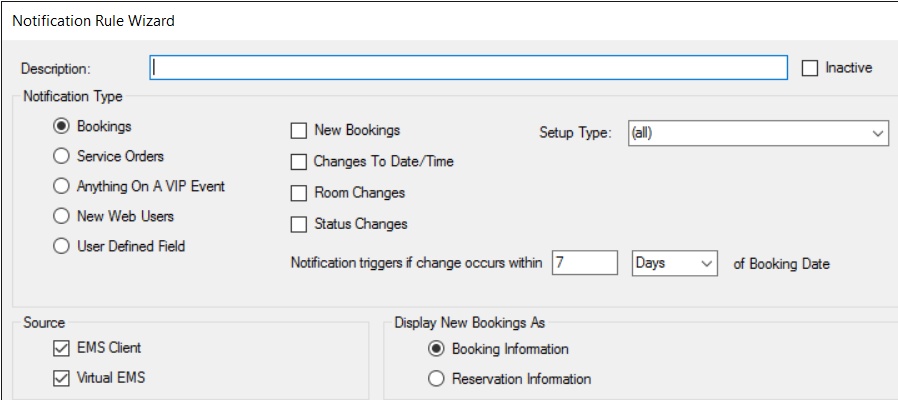 Notification Rule Wizard
Description: Inactive
Notification Type
Bookings New Bookings Setup Type: (all)
Service Orders Changes To Date/Time
Anything On A VIP Event Room Changes
New Web Users Status Changes
User Defined Field
Notification triggers if change occurs within 7 Days of Booking Date
Source Display New Bookings As
EMS Client Booking Information
Virtual EMS Reservation Information